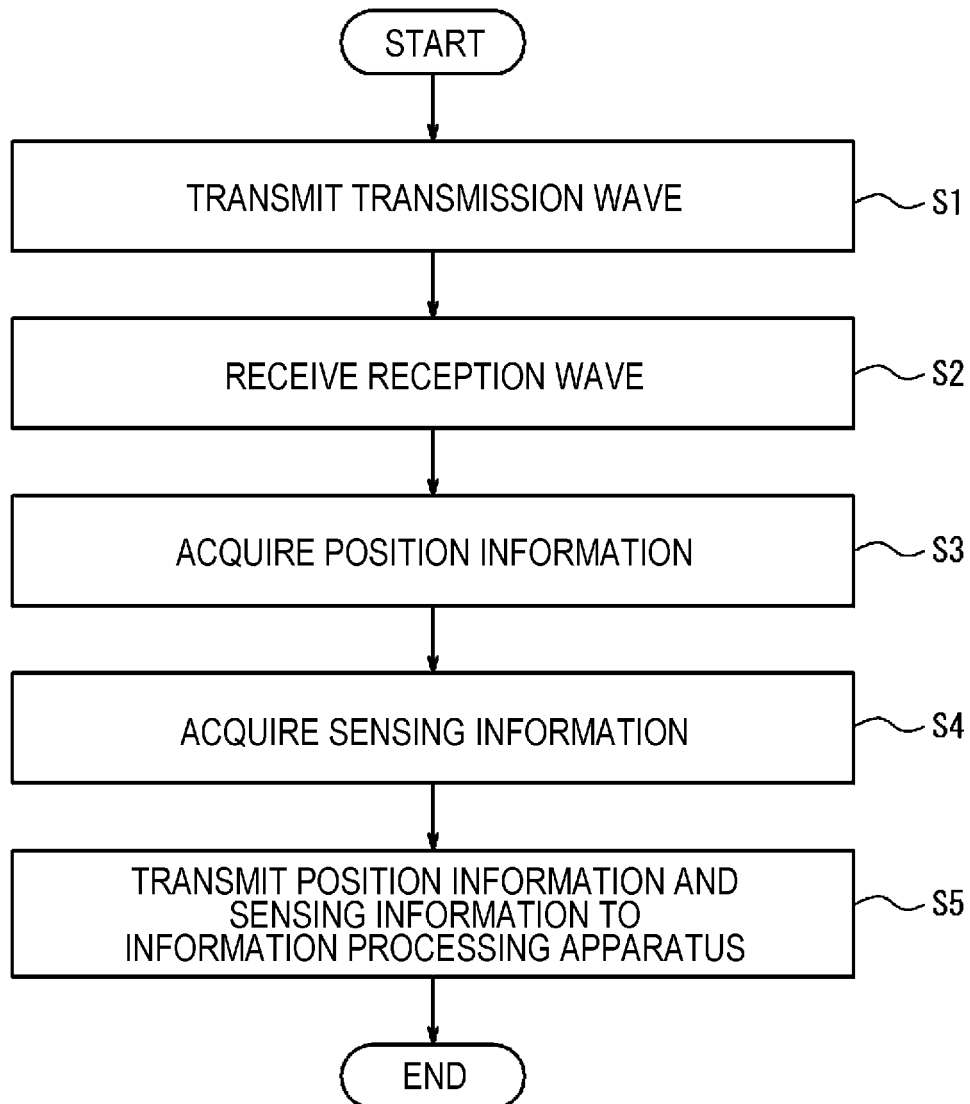 START
TRANSMIT TRANSMISSION WAVE
S1
RECEIVE RECEPTION WAVE
S2
ACQUIRE POSITION INFORMATION
S3
ACQUIRE SENSING INFORMATION
S4
TRANSMIT POSITION INFORMATION AND
SENSING INFORMATION TO
INFORMATION PROCESSING APPARATUS
S5
END